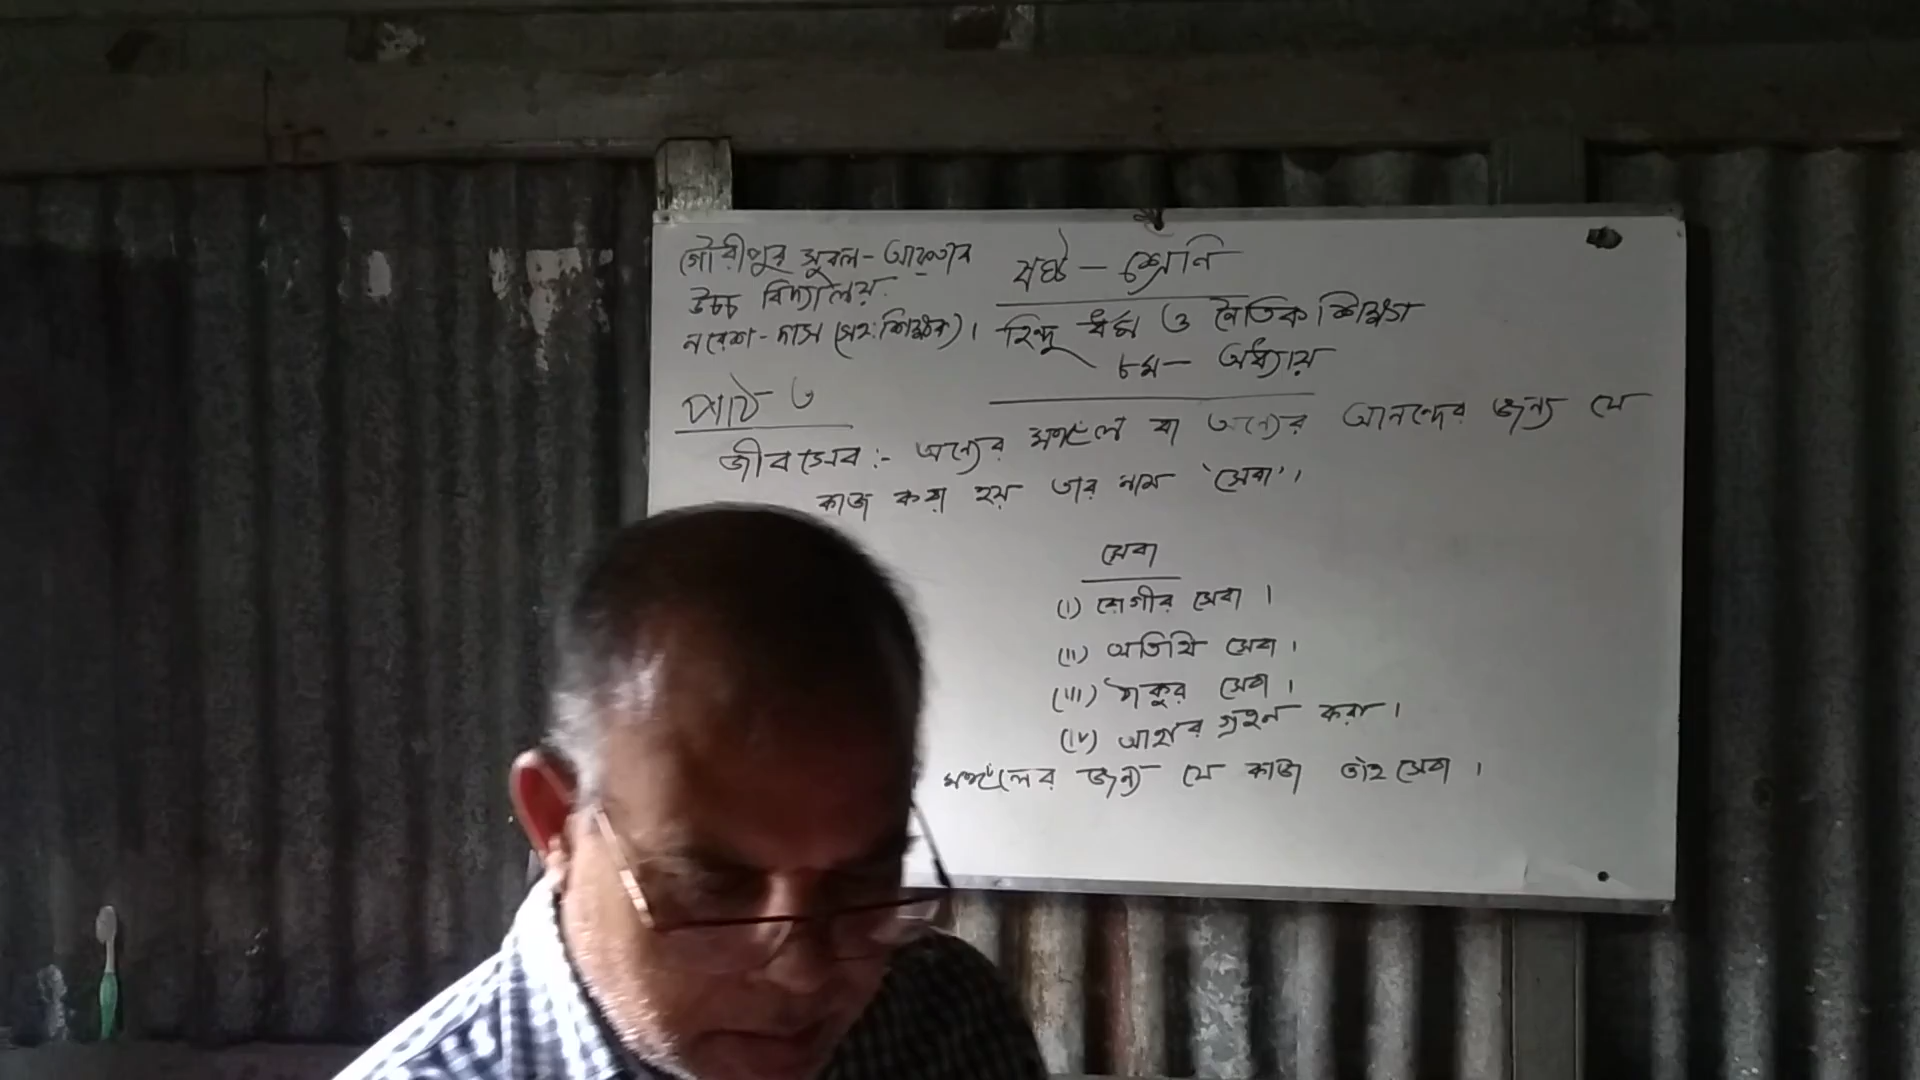 গৌরীপুর সুবল-আফতাব
উচ্চ বিদ্যালয়.
নরেশ-দাস (সহ:শিক্ষক)।
ষষ্ঠ – শ্রেনি
হিন্দু ধর্ম ও নৈতিক শিক্ষা
৮ম – অধ্যায়
পাঠ ৩
জীবসেবা:- অন্যের মঙ্গলে বা অন্যের আনন্দের জন্য যে
কাজ করা হয় তার নাম 'সেবা'।
সেবা
(i) রোগীর সেবা ।
(ii) অতিথি সেবা ।
(iii) ঠাকুর সেবা ।
(iv) আহার গ্রহন করা ।
মঙ্গলের জন্য যে কাজ তাই সেবা ।